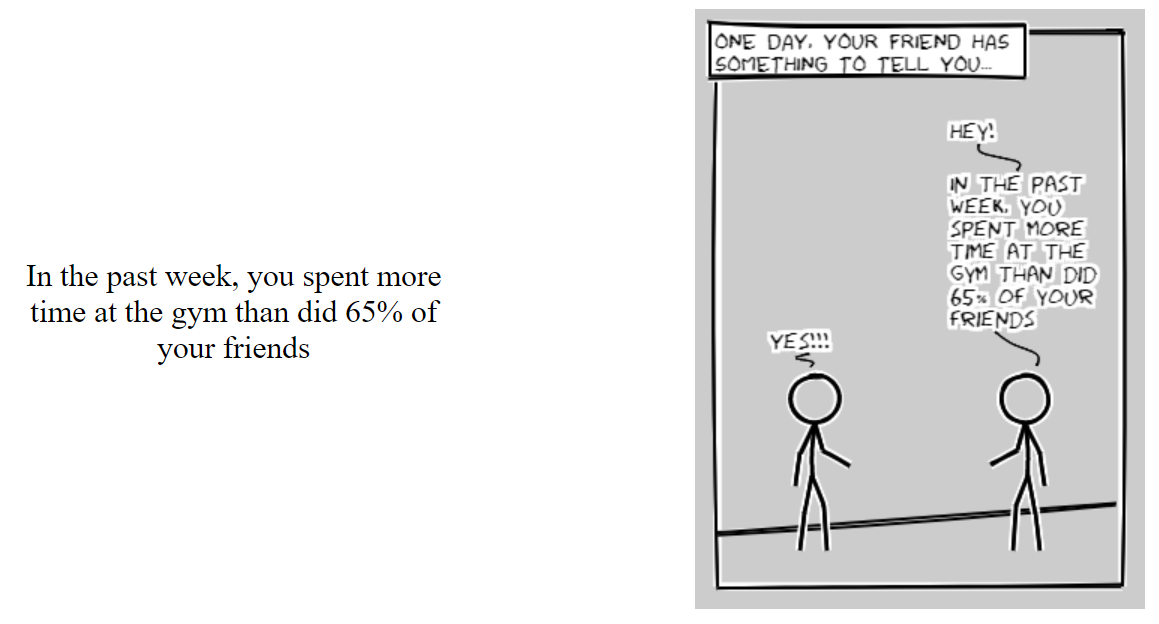 In the past week, you spent more
time at the gym than did 65% of
your friends
ONE DAY, YOUR FRIEND HAS
SOMETHING TO TELL YOU...
HEY!
IN THE PAST
WEEK, YOU
SPENT MORE
TIME AT THE
GYM THAN DID
65% OF YOUR
FRIENDS
YES!!!